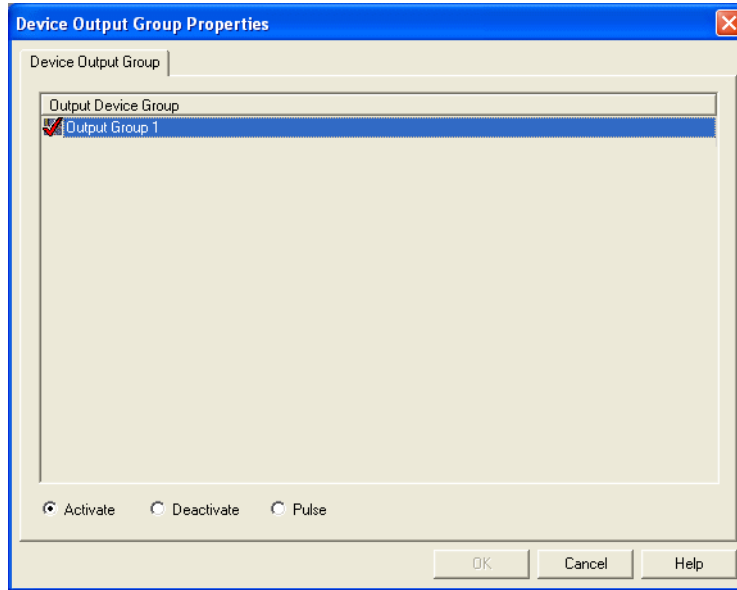 Device Output Group Properties
Device Output Group
Output Device Group
Output Group 1
Activate Deactivate Pulse
OK Cancel Help